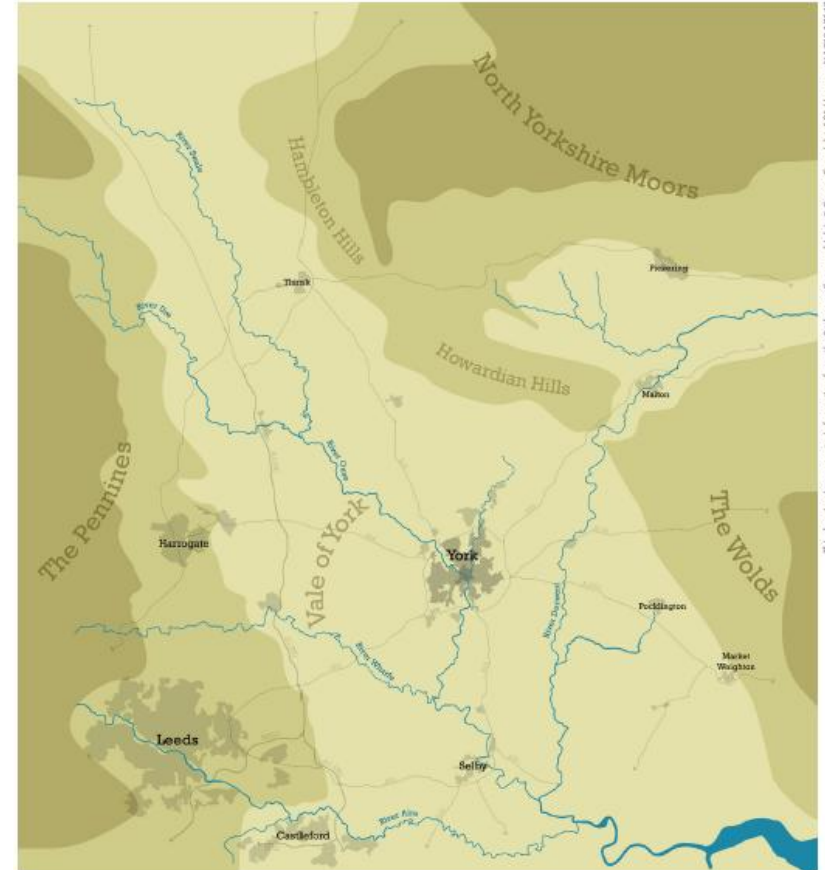 North Yorkshire Moors
River Swale
Hambleton Hills
Pickering
Thirsk
River Ure
Howardian Hills
Malton
River Ouse
The Pennines
The Wolds
Vale of York
Harrogate
York
River Derwent
Pocklington
Market
Weighton
River Wharfe
Leeds
Selby
River Aire
Castleford